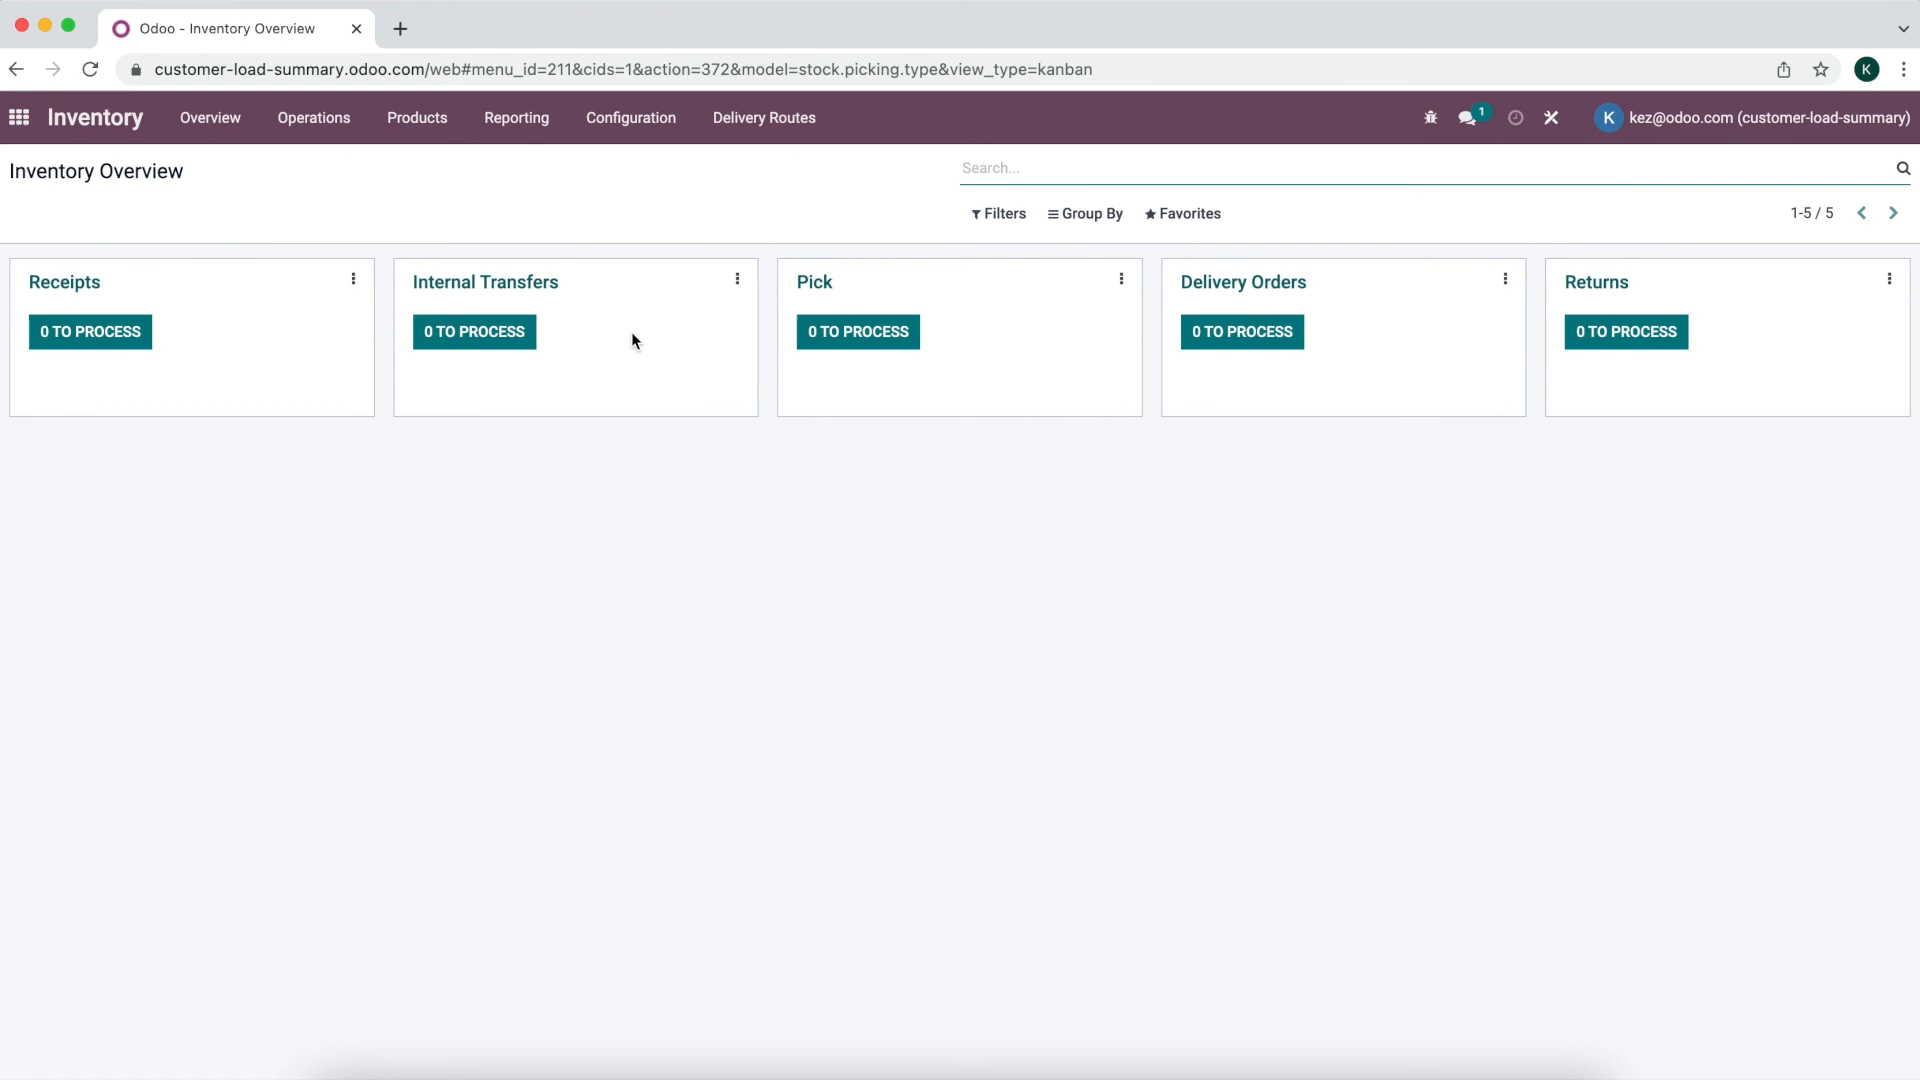 Odoo - Inventory Overview
customer-load-summary.odoo.com/web#menu_id=211&cids=1&action=372&model=stock.picking.type&view_type=kanban
K
Inventory Overview Operations Products Reporting Configuration Delivery Routes 1 K kez@odoo.com (customer-load-summary)
Inventory Overview
Search...
Filters Group By Favorites 1-5 / 5
Receipts Internal Transfers Pick Delivery Orders Returns
0 TO PROCESS 0 TO PROCESS 0 TO PROCESS 0 TO PROCESS 0 TO PROCESS